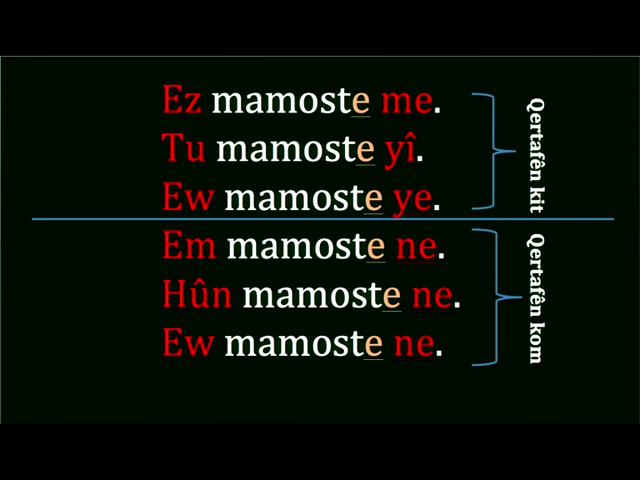 Ez mamoste me.
Tu mamoste yî.
Ew mamoste ye.
Qertafên kit
Em mamoste ne.
Hûn mamoste ne.
Ew mamoste ne.
Qertafên kom